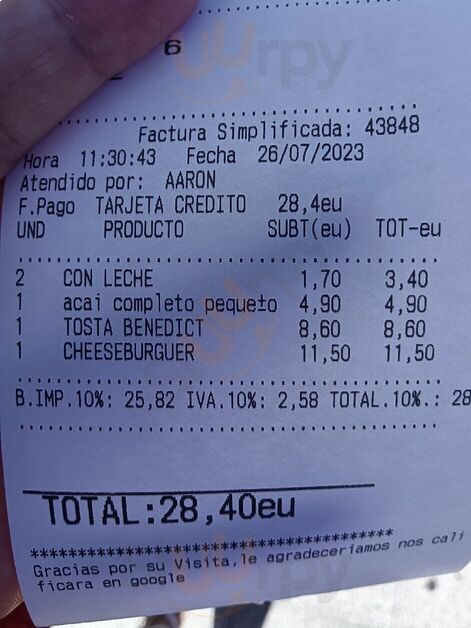 6
Factura Simplificada: 43848
Hora 11:30:43 Fecha 26/07/2023
Atendido por: AARON
F.Pago TARJETA CREDITO 28,4eu
UND PRODUCTO SUBT(eu) TOT-eu
2 CON LECHE 1,70 3,40
1 acai completo peque±o 4,90 4,90
1 TOSTA BENEDICT 8,60 8,60
1 CHEESEBURGUER 11,50 11,50
B.IMP.10%: 25,82 IVA.10%: 2,58 TOTAL.10%.: 28
TOTAL:28,40eu
****************************************
Gracias por su Visita,le agradeceriamos nos cali
ficara en google